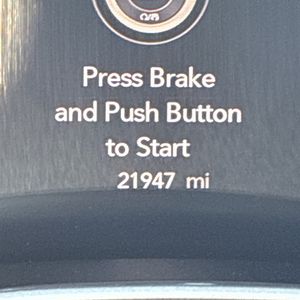 Press Brake
and Push Button
to Start
21947 mi